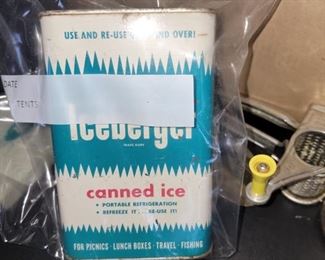 USE AND RE-USE OVER!
DATE
TENTS
Iceberger
TRADE MARK
canned ice
• PORTABLE REFRIGERATION
• REFREEZE IT . . . RE-USE IT!
FOR PICNICS · LUNCH BOXES · TRAVEL · FISHING